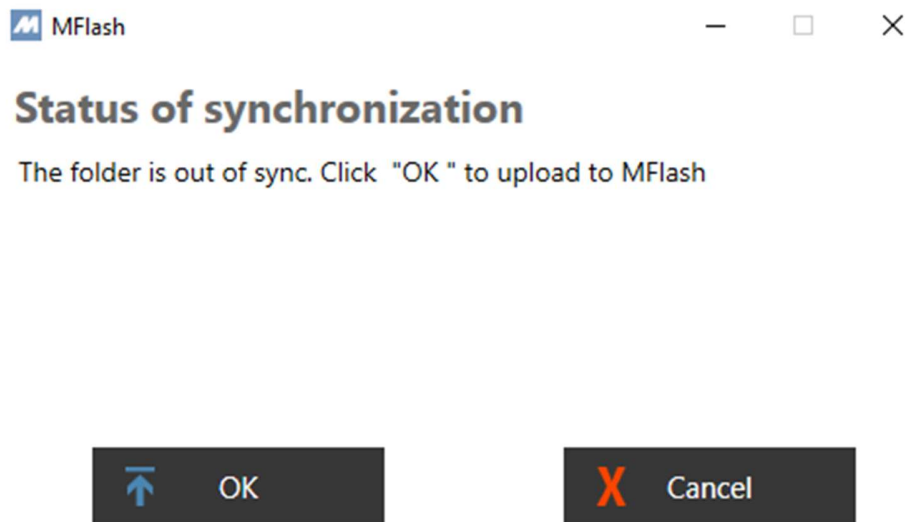 MFlash
Status of synchronization
The folder is out of sync. Click  "OK " to upload to MFlash
OK
X Cancel